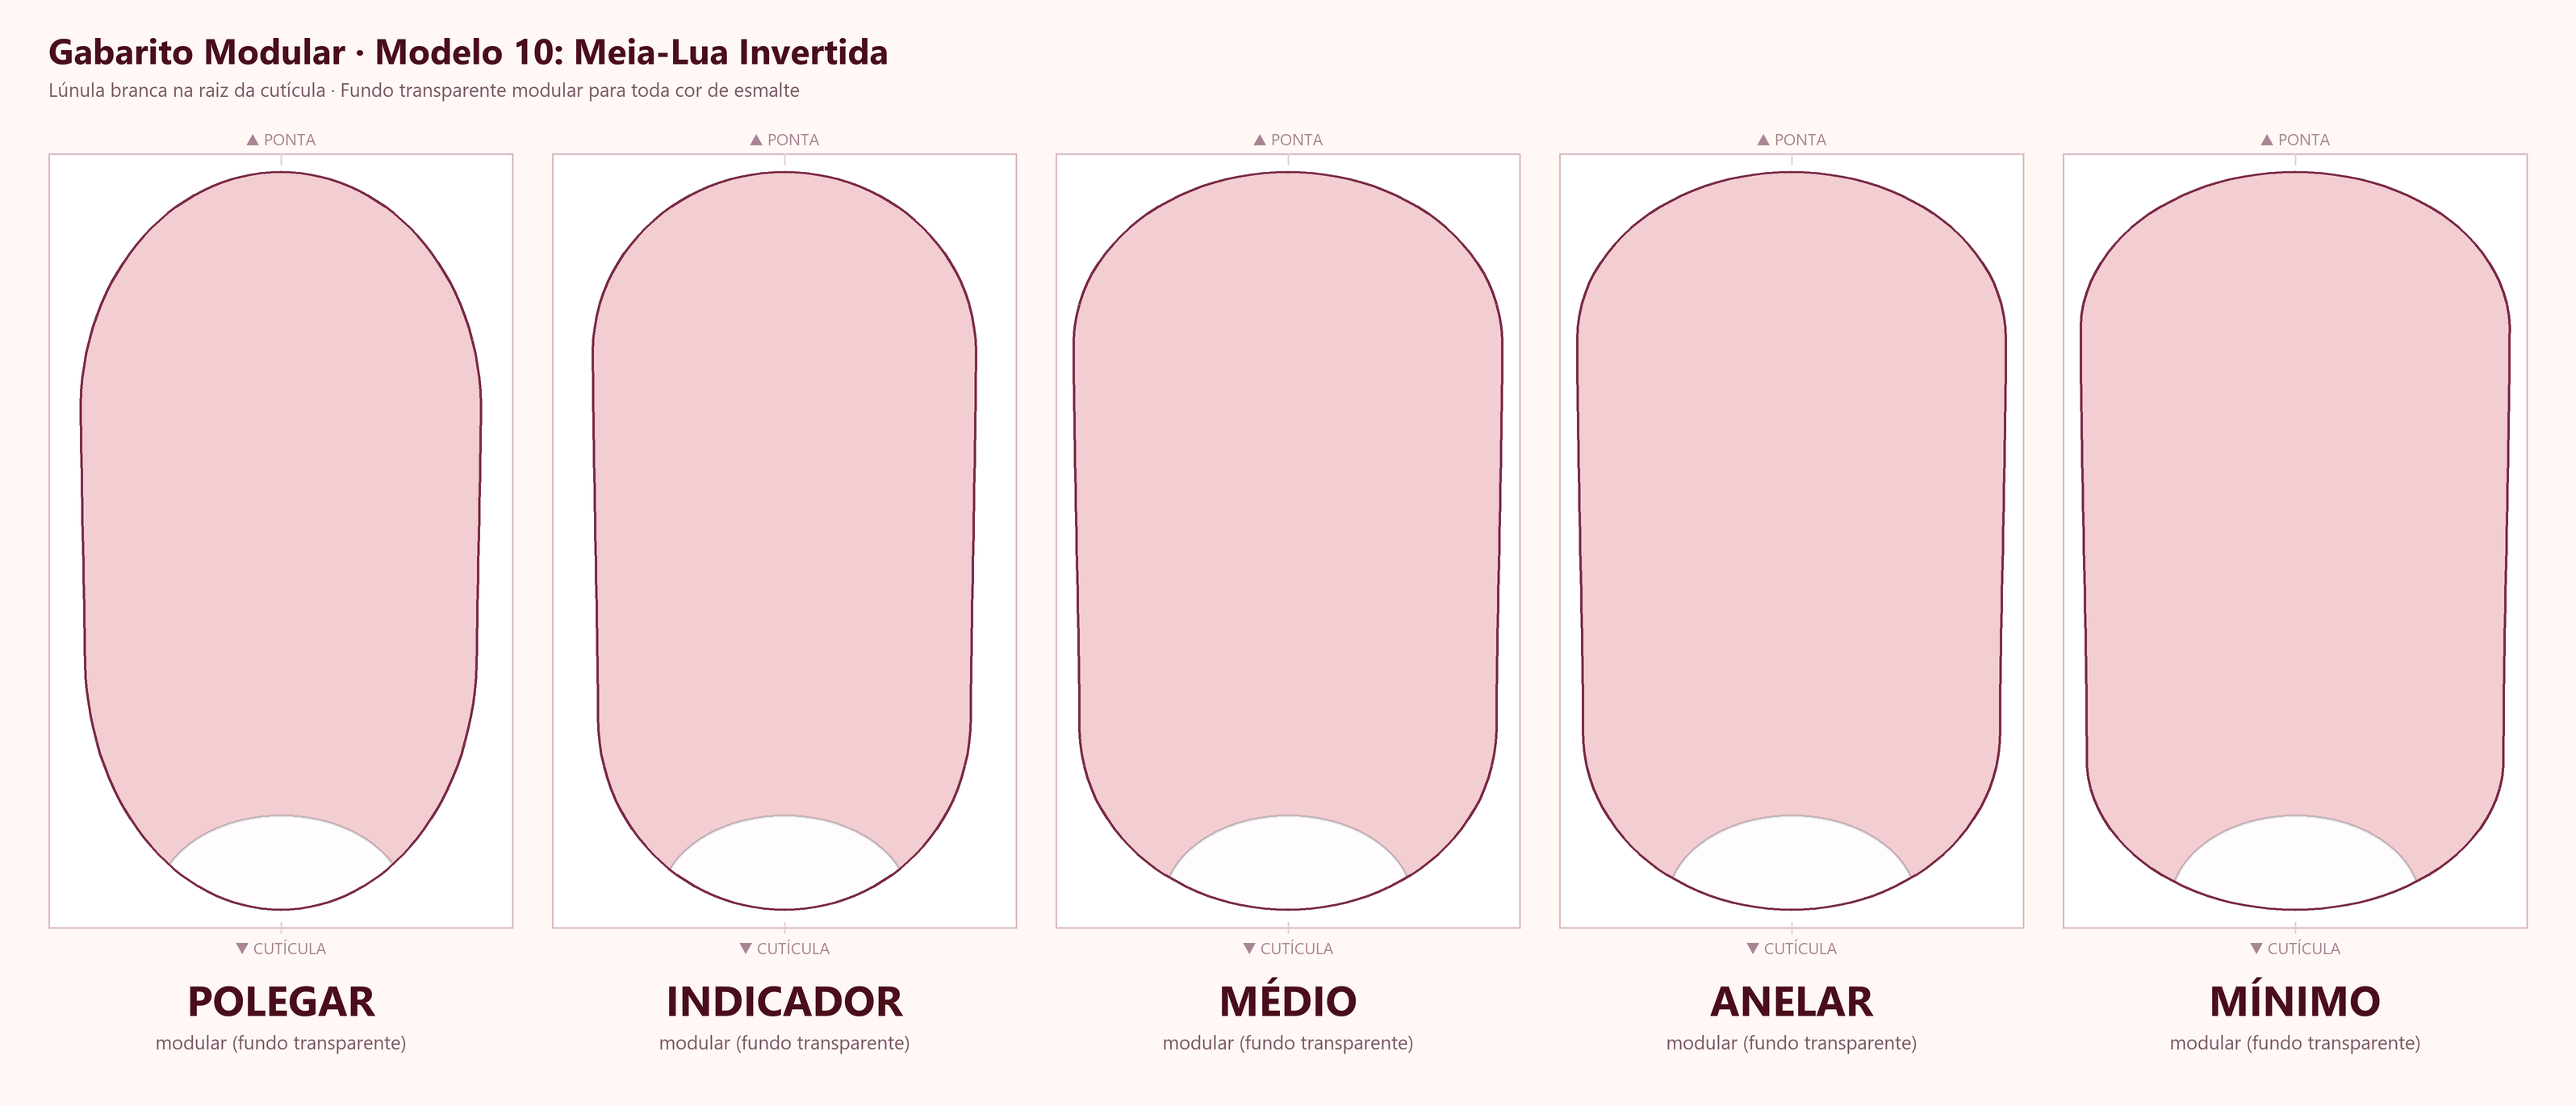 Gabarito Modular · Modelo 10: Meia-Lua Invertida
Lúnula branca na raiz da cutícula · Fundo transparente modular para toda cor de esmalte
▲ PONTA ▲ PONTA ▲ PONTA ▲ PONTA ▲ PONTA
▼ CUTÍCULA ▼ CUTÍCULA ▼ CUTÍCULA ▼ CUTÍCULA ▼ CUTÍCULA
POLEGAR INDICADOR MÉDIO ANELAR MÍNIMO
modular (fundo transparente) modular (fundo transparente) modular (fundo transparente) modular (fundo transparente) modular (fundo transparente)